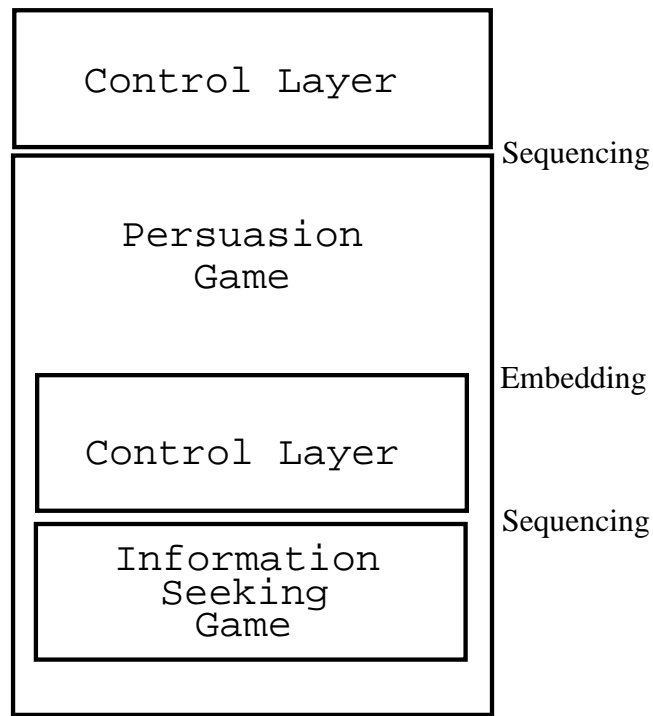 Control Layer
Sequencing
Persuasion
Game
Embedding
Control Layer
Sequencing
Information
Seeking
Game